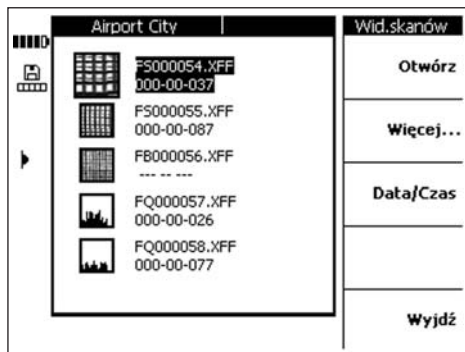 Airport City
Wid.skanów
FS000054.XFF
000-00-037
FS000055.XFF
000-00-087
FB000056.XFF
--- -- ---
FQ000057.XFF
000-00-026
FQ000058.XFF
000-00-077
Otwórz
Więcej...
Data/Czas
Wyjdź